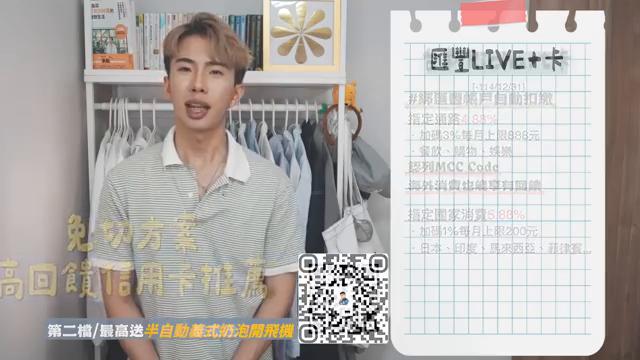 匯豐LIVE+卡
[-114/12/31]
#綁匯豐帳戶自動扣繳
指定通路4.88%
·加碼3%每月上限888元
·餐飲、購物、娛樂
認列MCC Code
海外消費也能享有回饋
指定國家消費5.88%
·加碼1%每月上限200元
·日本、印度、馬來西亞、菲律賓...
免切方案
高回饋信用卡推薦
第二檔/最高送半自動義式奶泡開飛機